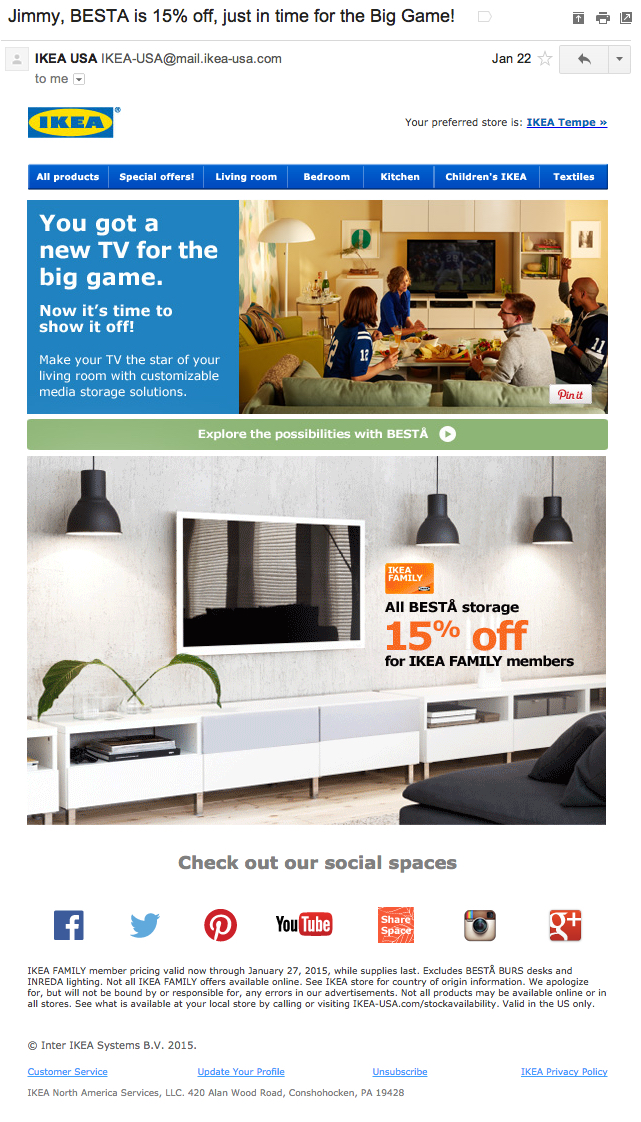 Jimmy, BESTA is 15% off, just in time for the Big Game!
IKEA USA IKEA-USA@mail.ikea-usa.com
Jan 22
to me
IKEA®
Your preferred store is: IKEA Tempe »
All products
Special offers!
Living room
Bedroom
Kitchen
Children's IKEA
Textiles
You got a
new TV for the
big game.
Now it's time to
show it off!
Make your TV the star of your
living room with customizable
media storage solutions.
12
12
11
Pin it
Explore the possibilities with BESTÅ
IKEA
FAMILY
All BESTÅ storage
15% off
for IKEA FAMILY members
Check out our social spaces
f
YouTube
Share
Space
g+
IKEA FAMILY member pricing valid now through January 27, 2015, while supplies last. Excludes BESTÅ BURS desks and
INREDA lighting. Not all IKEA FAMILY offers available online. See IKEA store for country of origin information. We apologize
for, but will not be bound by or responsible for, any errors in our advertisements. Not all products may be available online or in
all stores. See what is available at your local store by calling or visiting IKEA-USA.com/stockavailability. Valid in the US only.
© Inter IKEA Systems B.V. 2015.
Customer Service
Update Your Profile
Unsubscribe
IKEA Privacy Policy
IKEA North America Services, LLC. 420 Alan Wood Road, Conshohocken, PA 19428